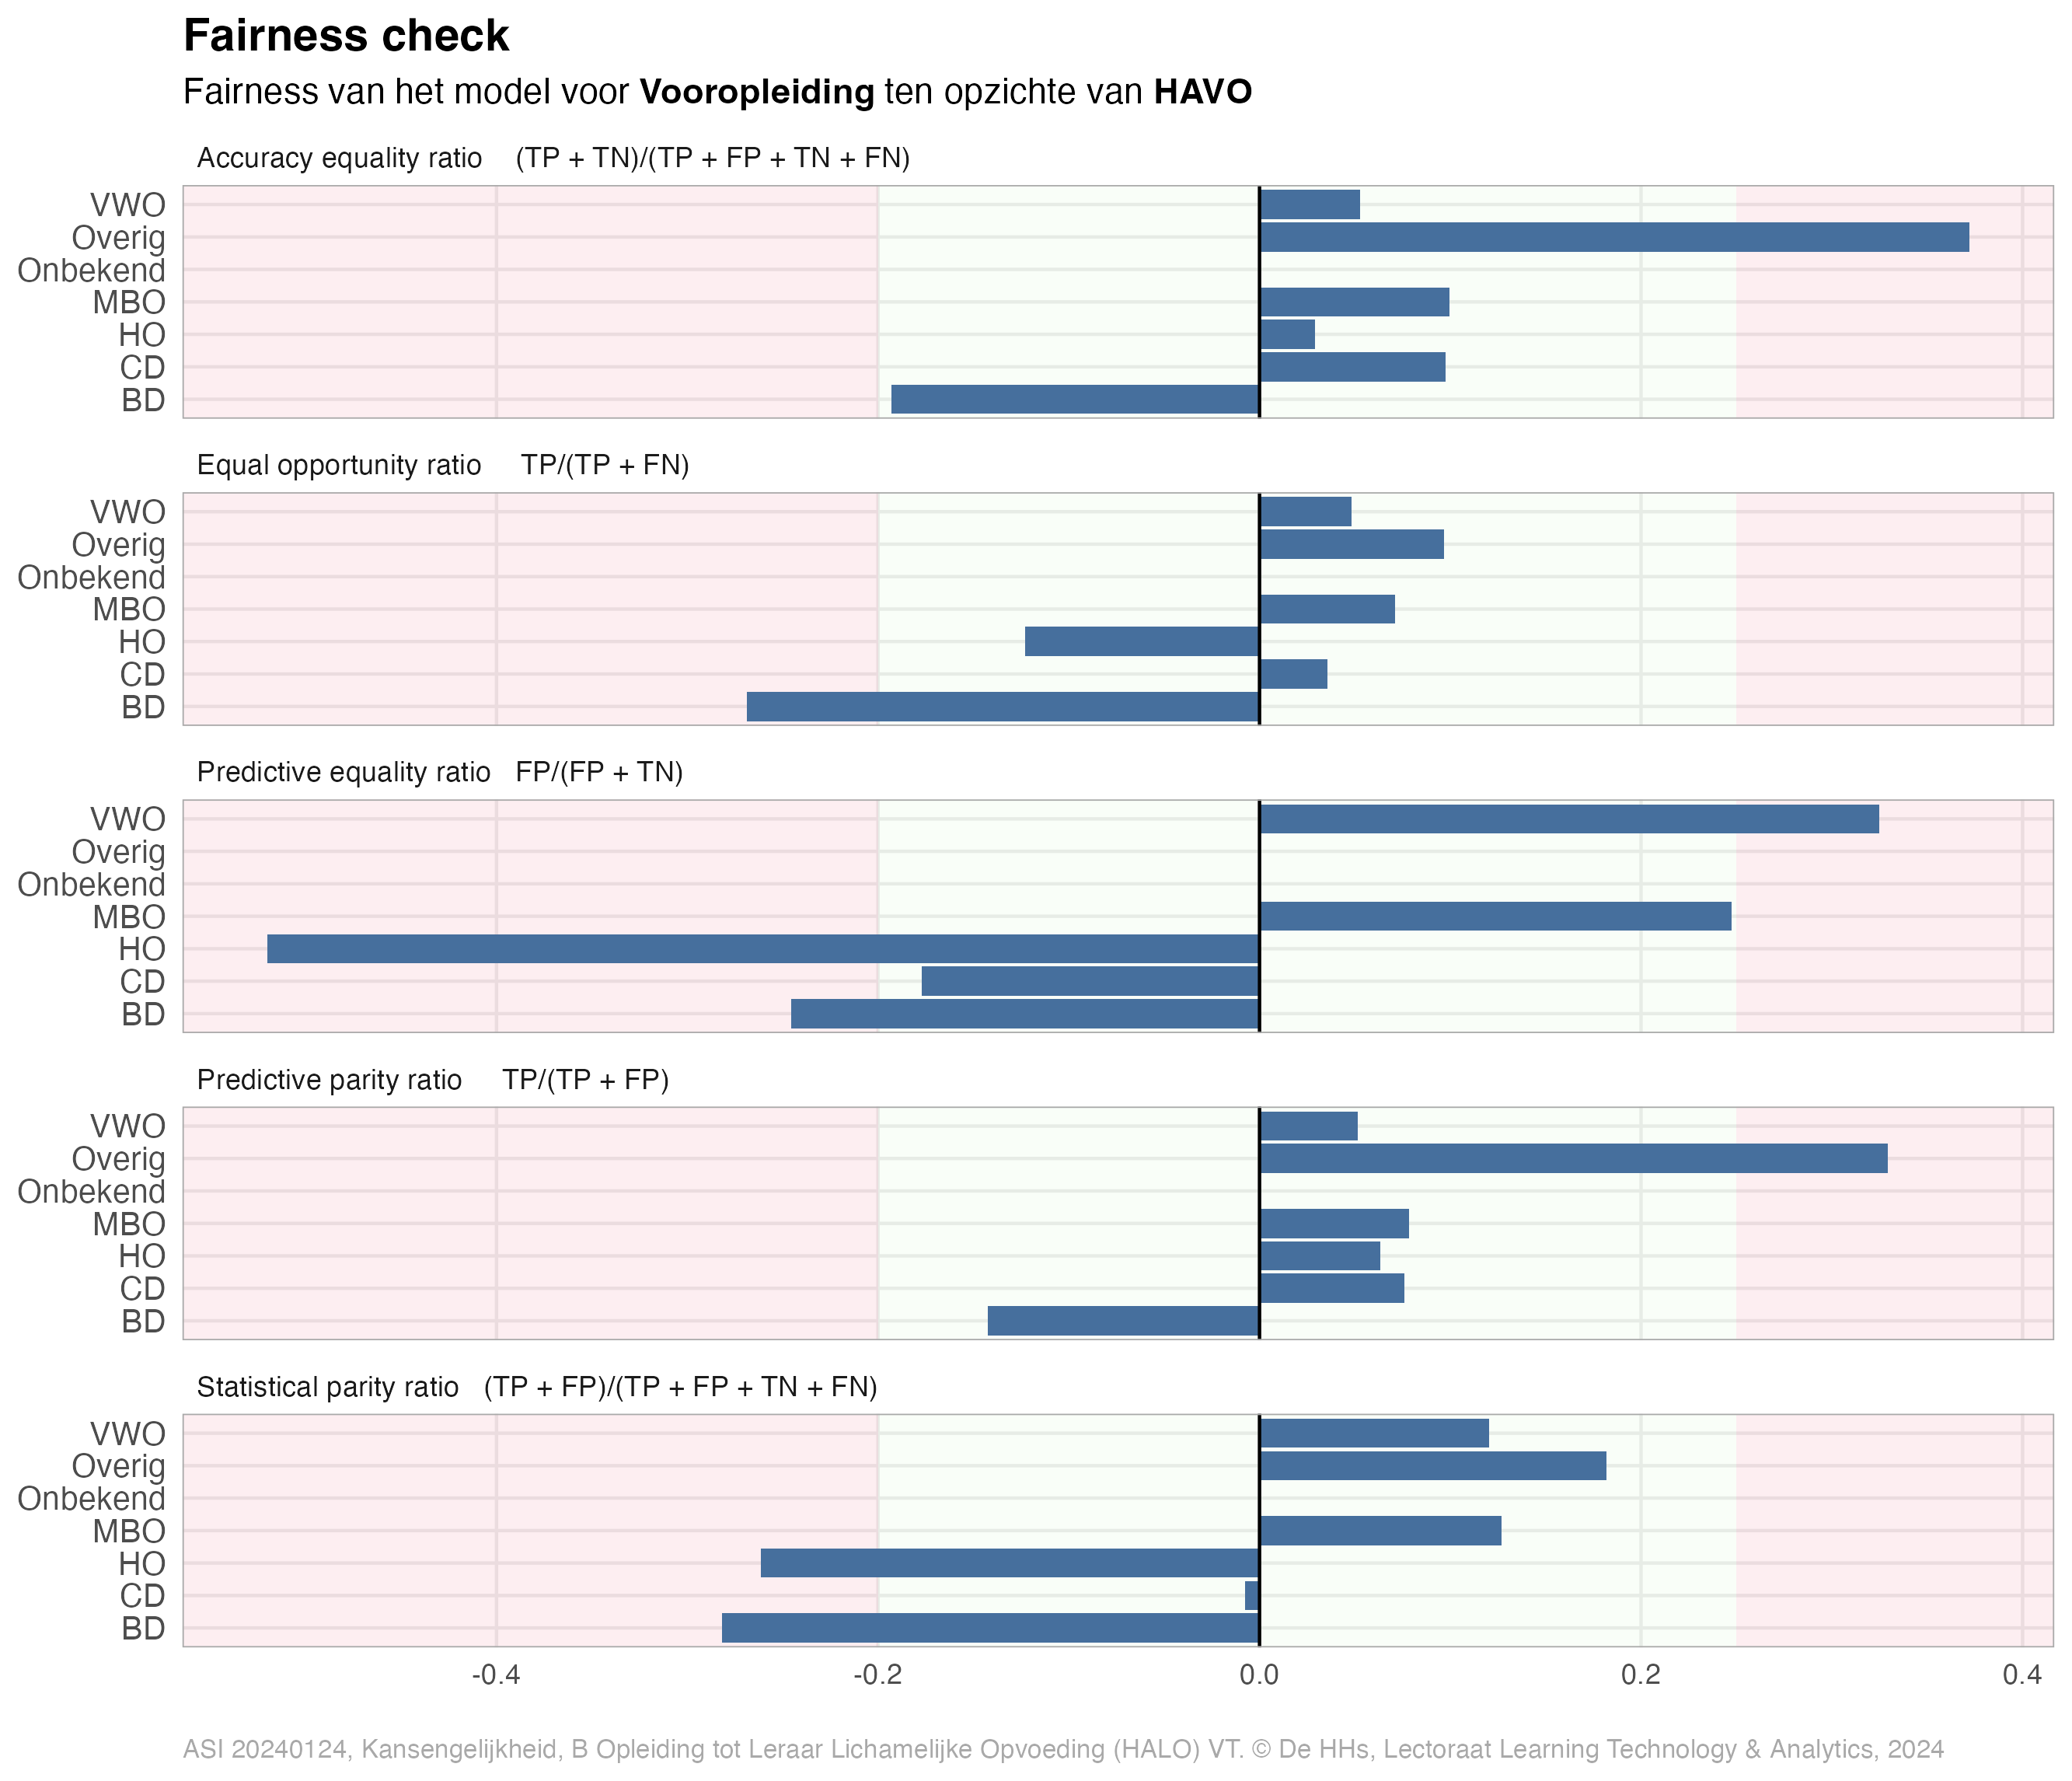 Fairness check
Fairness van het model voor Vooropleiding ten opzichte van HAVO
Accuracy equality ratio (TP + TN)/(TP + FP + TN + FN)
VWO
Overig
Onbekend
MBO
HO
CD
BD
Equal opportunity ratio TP/(TP + FN)
VWO
Overig
Onbekend
MBO
HO
CD
BD
Predictive equality ratio FP/(FP + TN)
VWO
Overig
Onbekend
MBO
HO
CD
BD
Predictive parity ratio TP/(TP + FP)
VWO
Overig
Onbekend
MBO
HO
CD
BD
Statistical parity ratio (TP + FP)/(TP + FP + TN + FN)
VWO
Overig
Onbekend
MBO
HO
CD
BD
-0.4 -0.2 0.0 0.2 0.4
ASI 20240124, Kansengelijkheid, B Opleiding tot Leraar Lichamelijke Opvoeding (HALO) VT. © De HHs, Lectoraat Learning Technology & Analytics, 2024